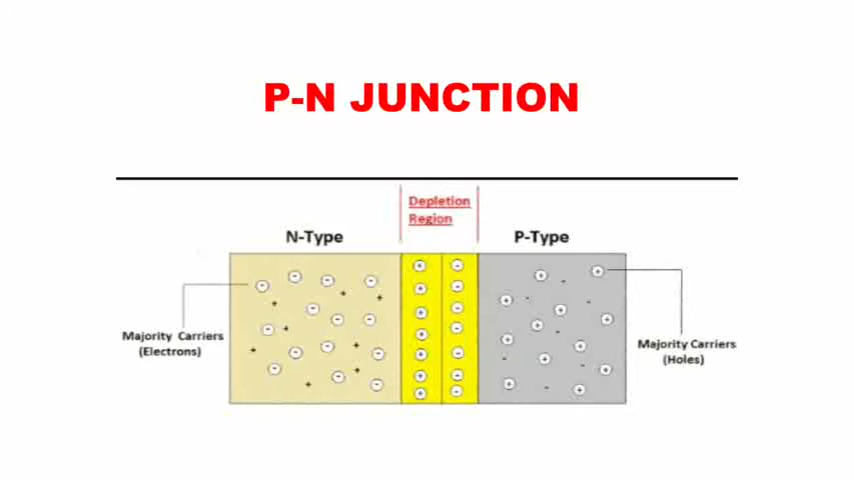 P-N JUNCTION
Depletion
Region
N-Type
P-Type
Majority Carriers
(Electrons)
Majority Carriers
(Holes)